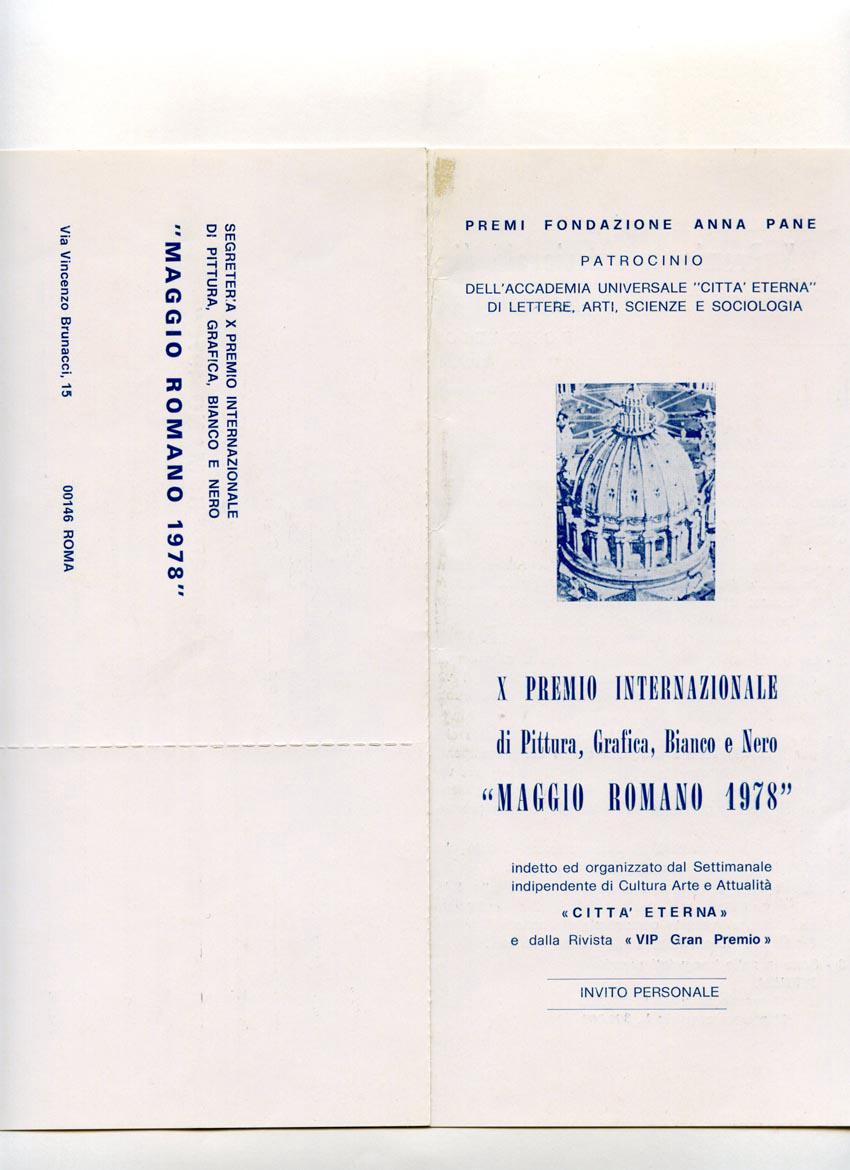 SEGRETER'A X PREMIO INTERNAZIONALE
DI PITTURA, GRAFICA, BIANCO E NERO
"MAGGIO ROMANO 1978"
Via Vincenzo Brunacci, 15 00146 ROMA
PREMI FONDAZIONE ANNA PANE
PATROCINIO
DELL'ACCADEMIA UNIVERSALE "CITTA' ETERNA"
DI LETTERE, ARTI, SCIENZE E SOCIOLOGIA
X PREMIO INTERNAZIONALE
di Pittura, Grafica, Bianco e Nero
“MAGGIO ROMANO 1978”
indetto ed organizzato dal Settimanale
indipendente di Cultura Arte e Attualità
«CITTA' ETERNA»
e dalla Rivista «VIP Gran Premio»
INVITO PERSONALE